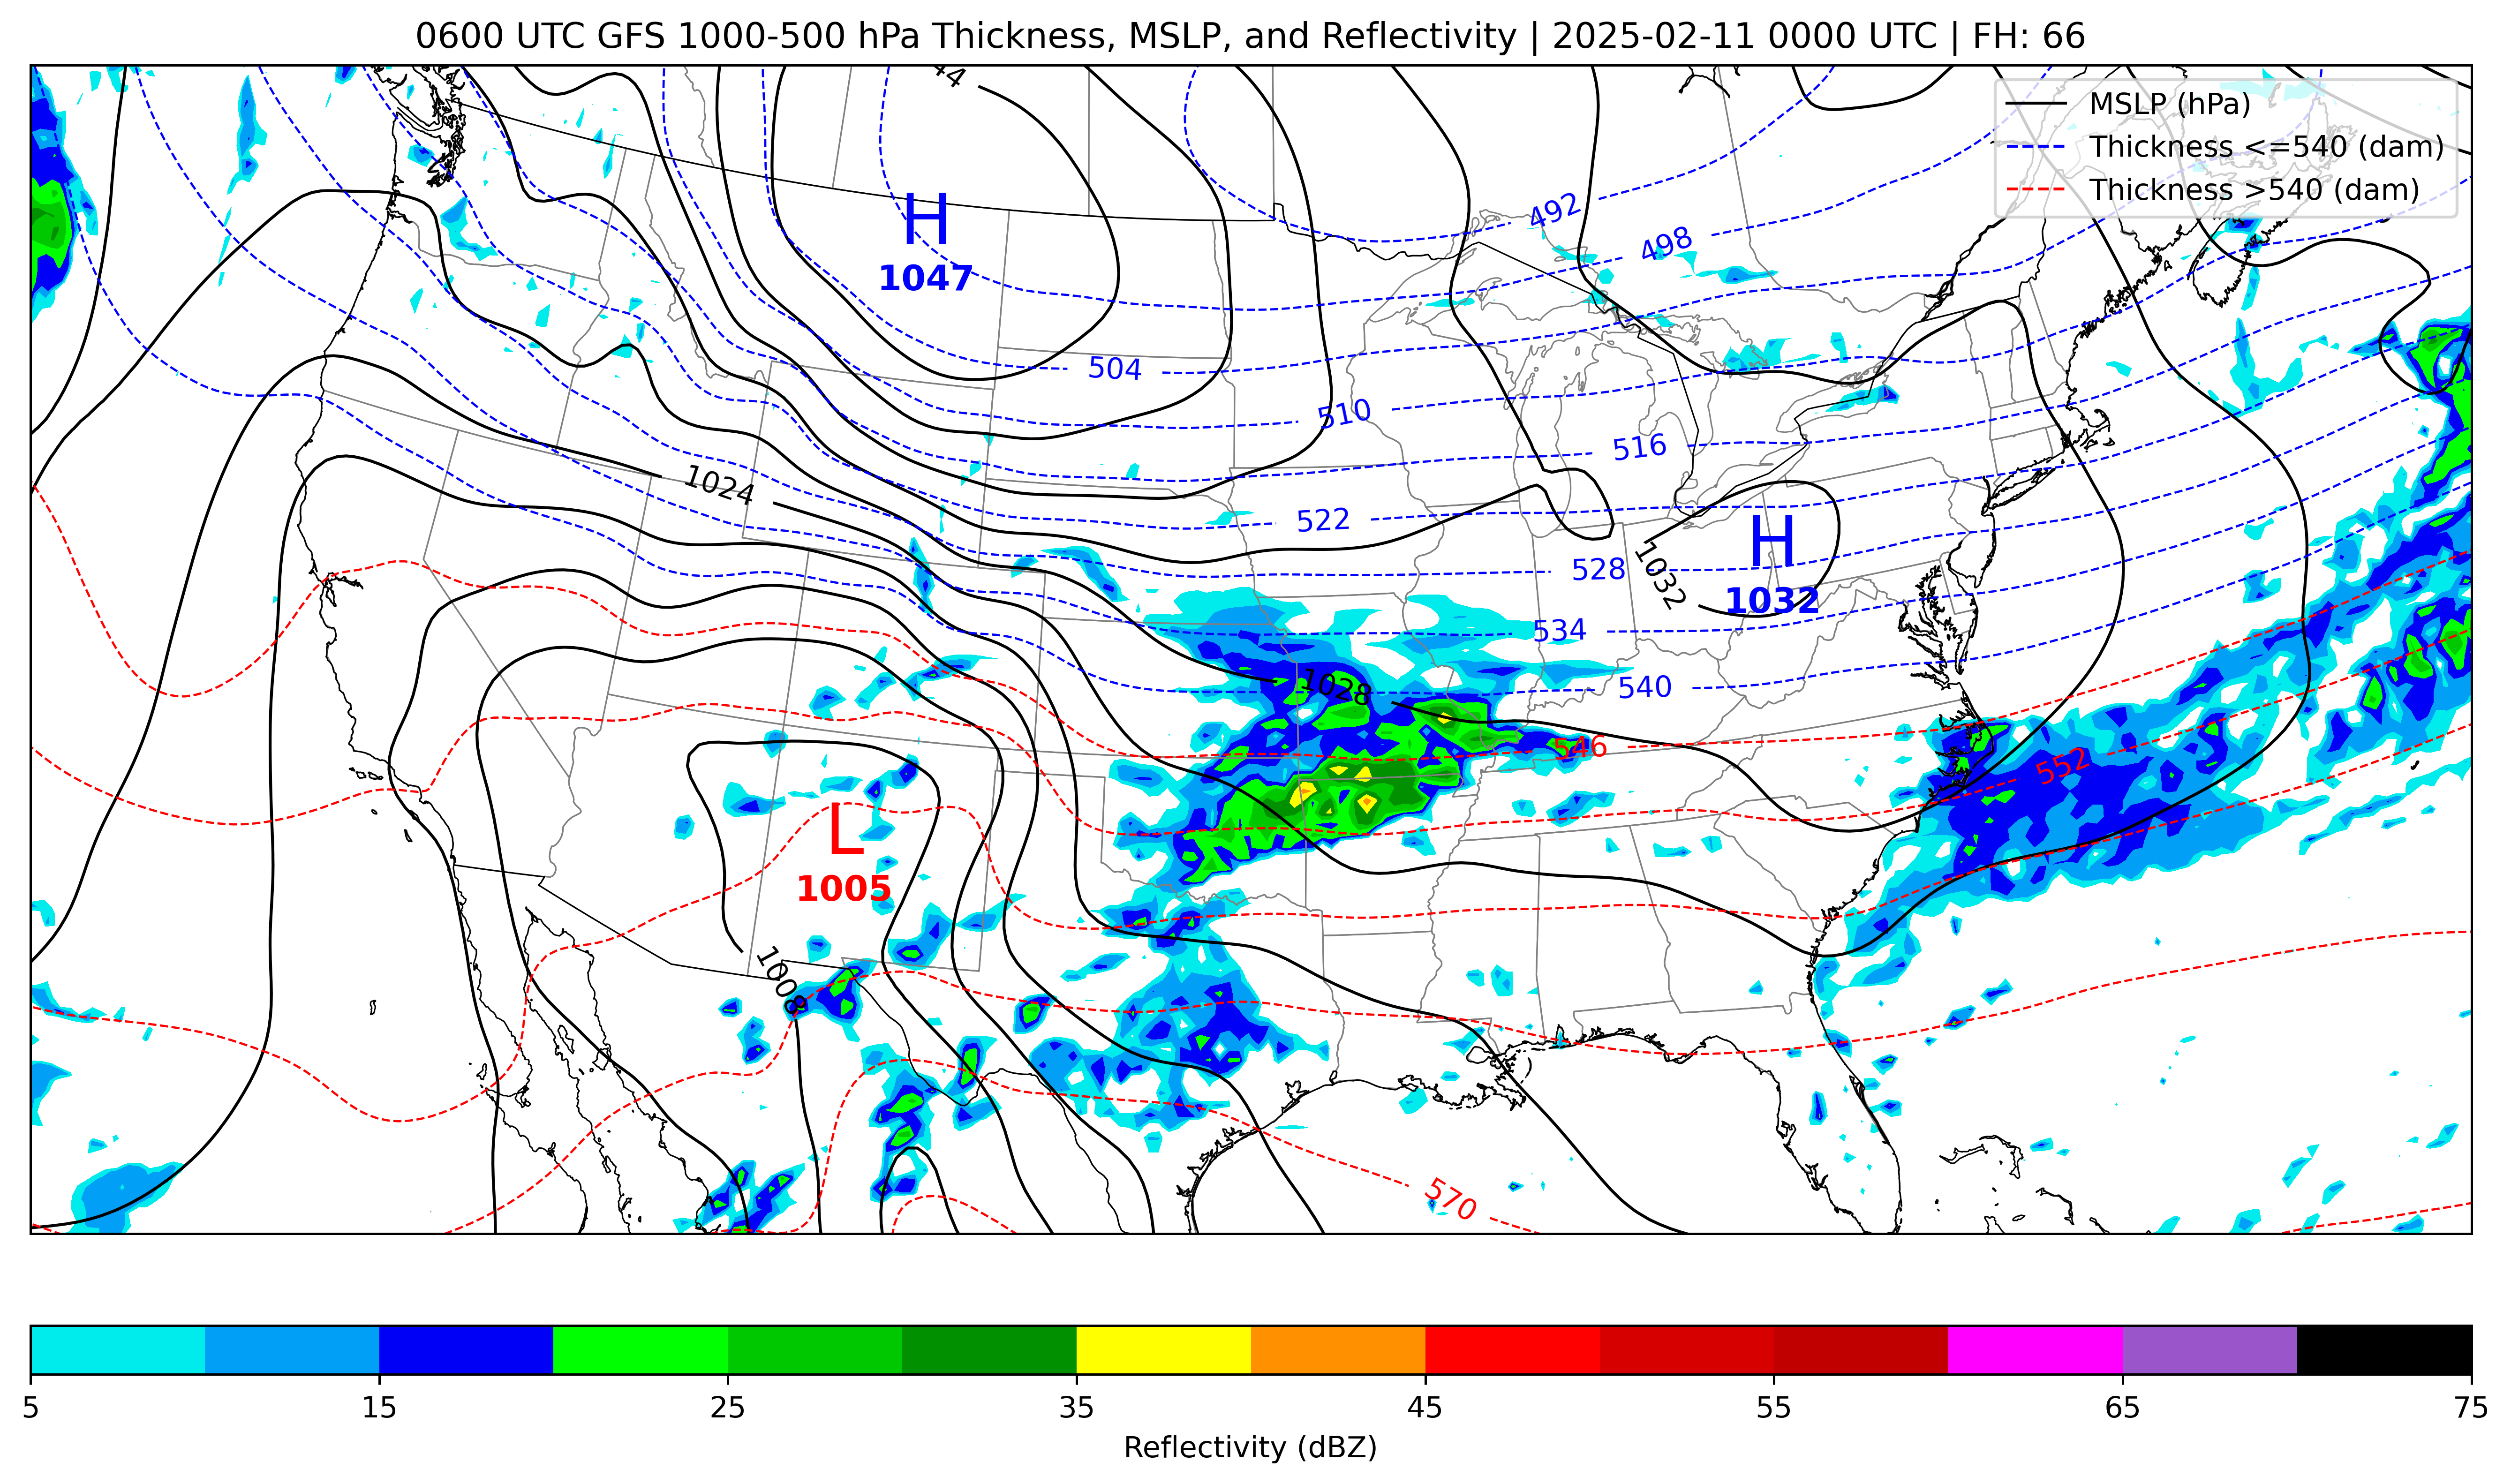 0600 UTC GFS 1000-500 hPa Thickness, MSLP, and Reflectivity | 2025-02-11 0000 UTC | FH: 66
MSLP (hPa)
Thickness <=540 (dam)
Thickness >540 (dam)
492
498
H
1047
504
510
516
1024
522
H
1032
528
1032
534
1028
540
546
552
L
1005
1008
570
5 15 25 35 45 55 65 75
Reflectivity (dBZ)